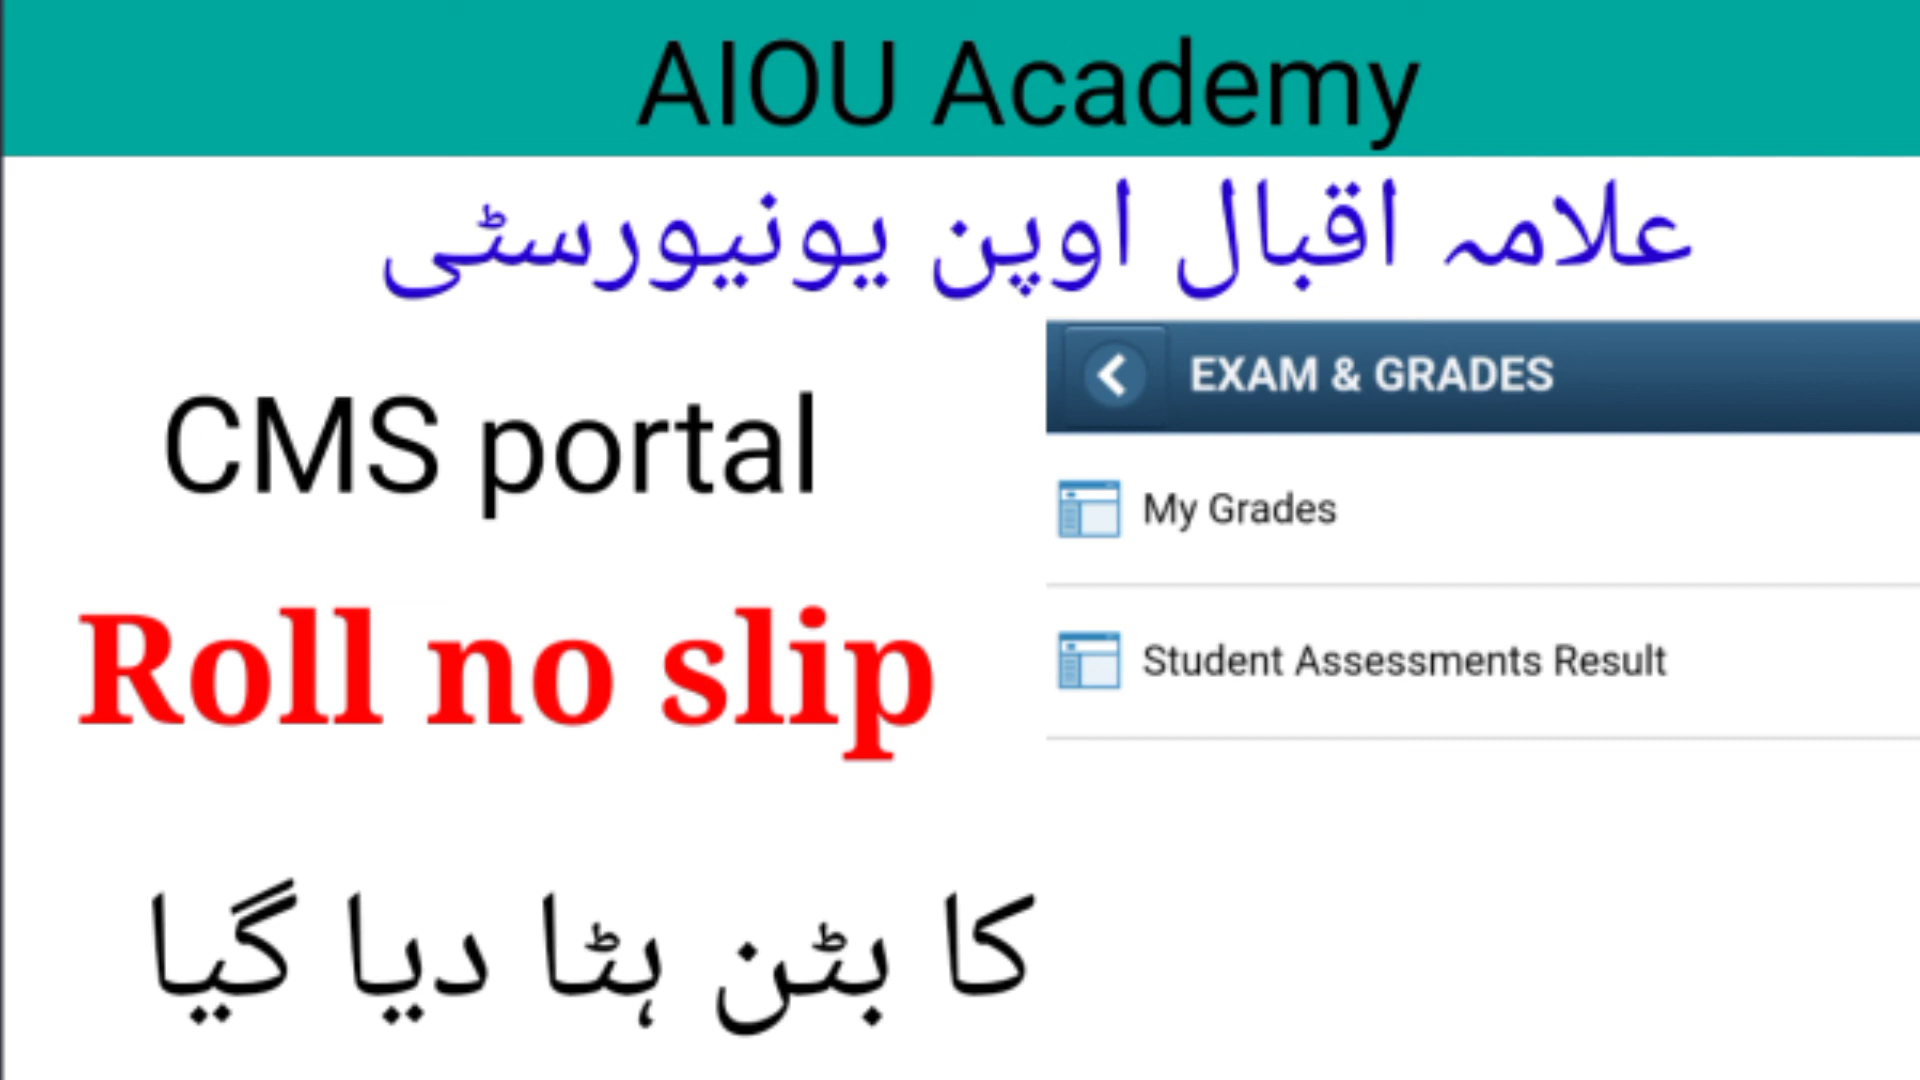 AIOU Academy
علامہ اقبال اوپن یونیورسٹی
CMS portal
Roll no slip
کا بٹن ہٹا دیا گیا
EXAM & GRADES
My Grades
Student Assessments Result